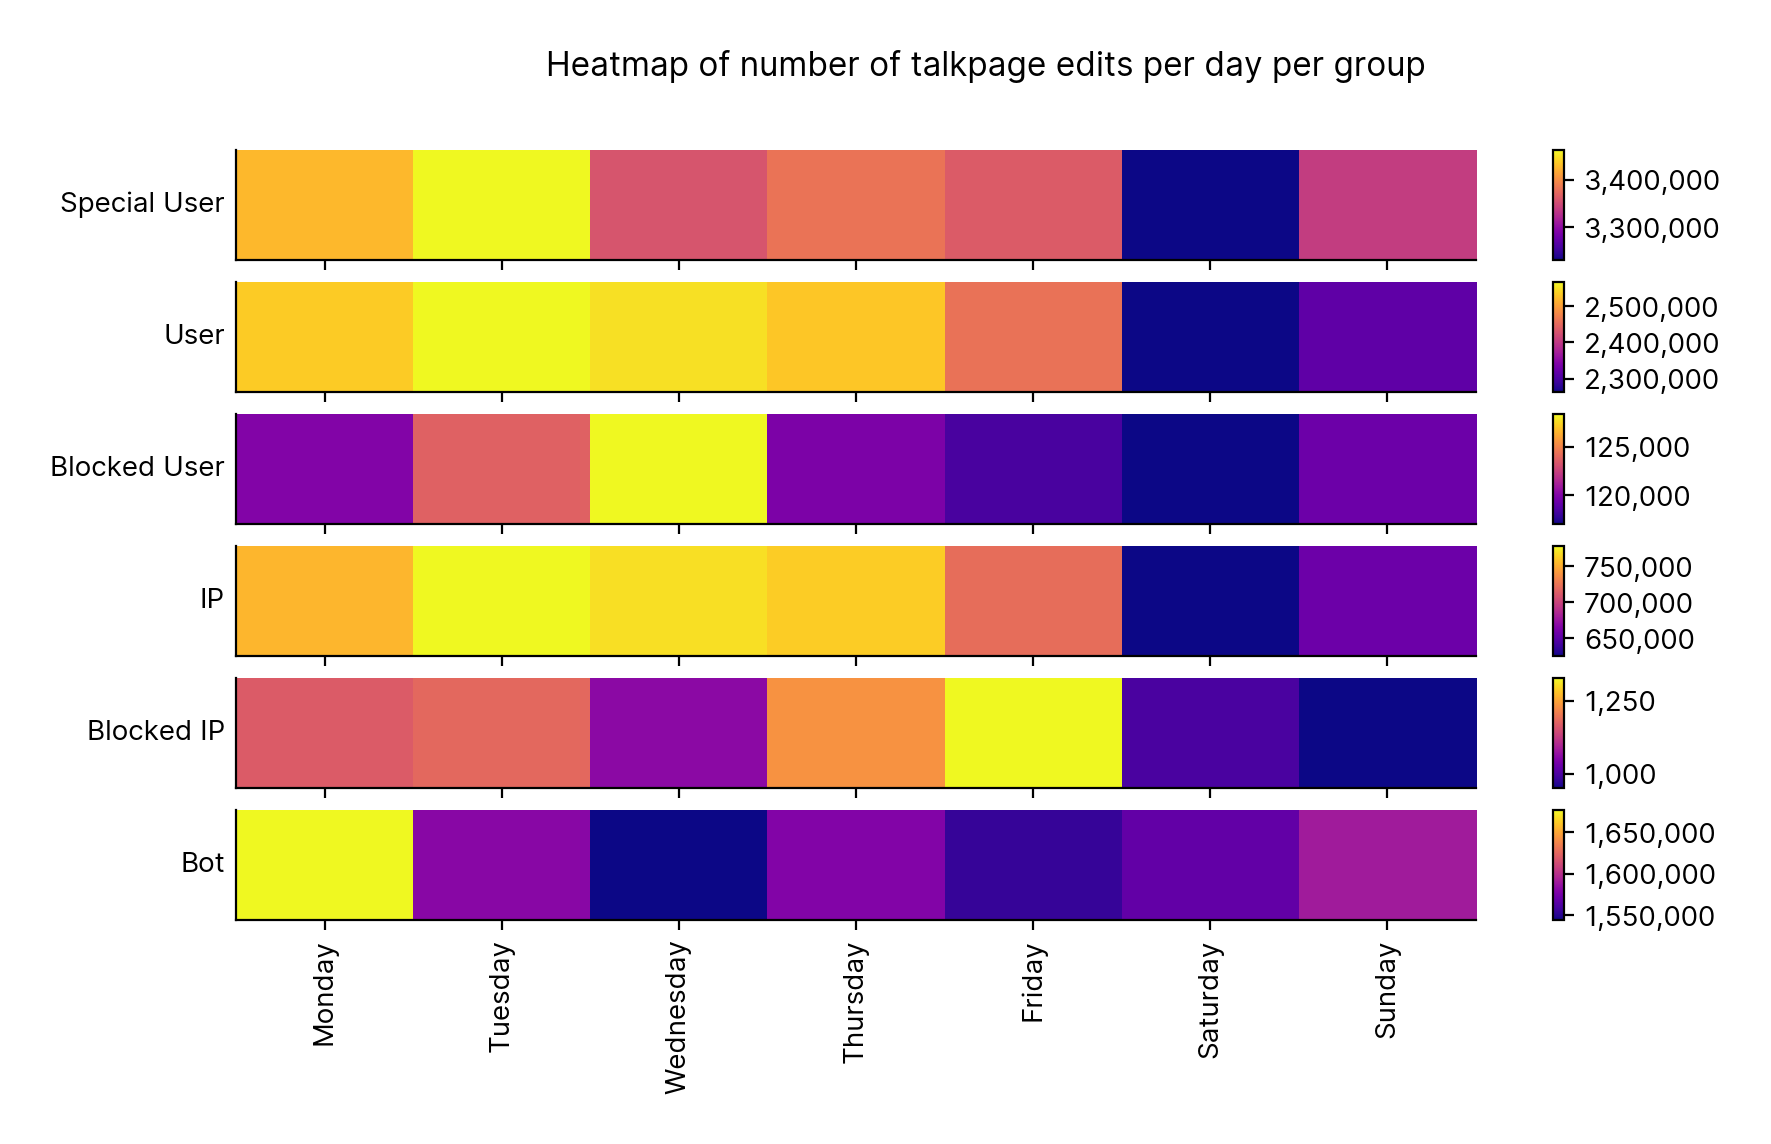 Heatmap of number of talkpage edits per day per group
Special User
3,400,000
3,300,000
User
2,500,000
2,400,000
2,300,000
Blocked User
125,000
120,000
IP
750,000
700,000
650,000
Blocked IP
1,250
1,000
Bot
1,650,000
1,600,000
1,550,000
Monday
Tuesday
Wednesday
Thursday
Friday
Saturday
Sunday